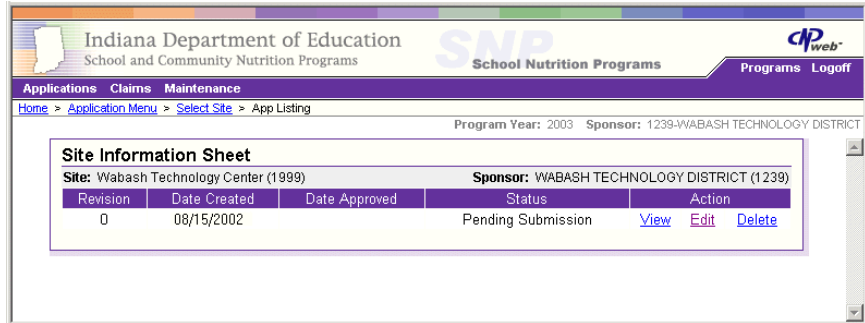 Indiana Department of Education
School and Community Nutrition Programs
SNP
School Nutrition Programs
CNPweb
Programs Logoff
Applications Claims Maintenance
Home > Application Menu > Select Site > App Listing
Program Year: 2003 Sponsor: 1239-WABASH TECHNOLOGY DISTRICT
Site Information Sheet
Site: Wabash Technology Center (1999) Sponsor: WABASH TECHNOLOGY DISTRICT (1239)
Revision Date Created Date Approved Status Action
0 08/15/2002 Pending Submission View Edit Delete